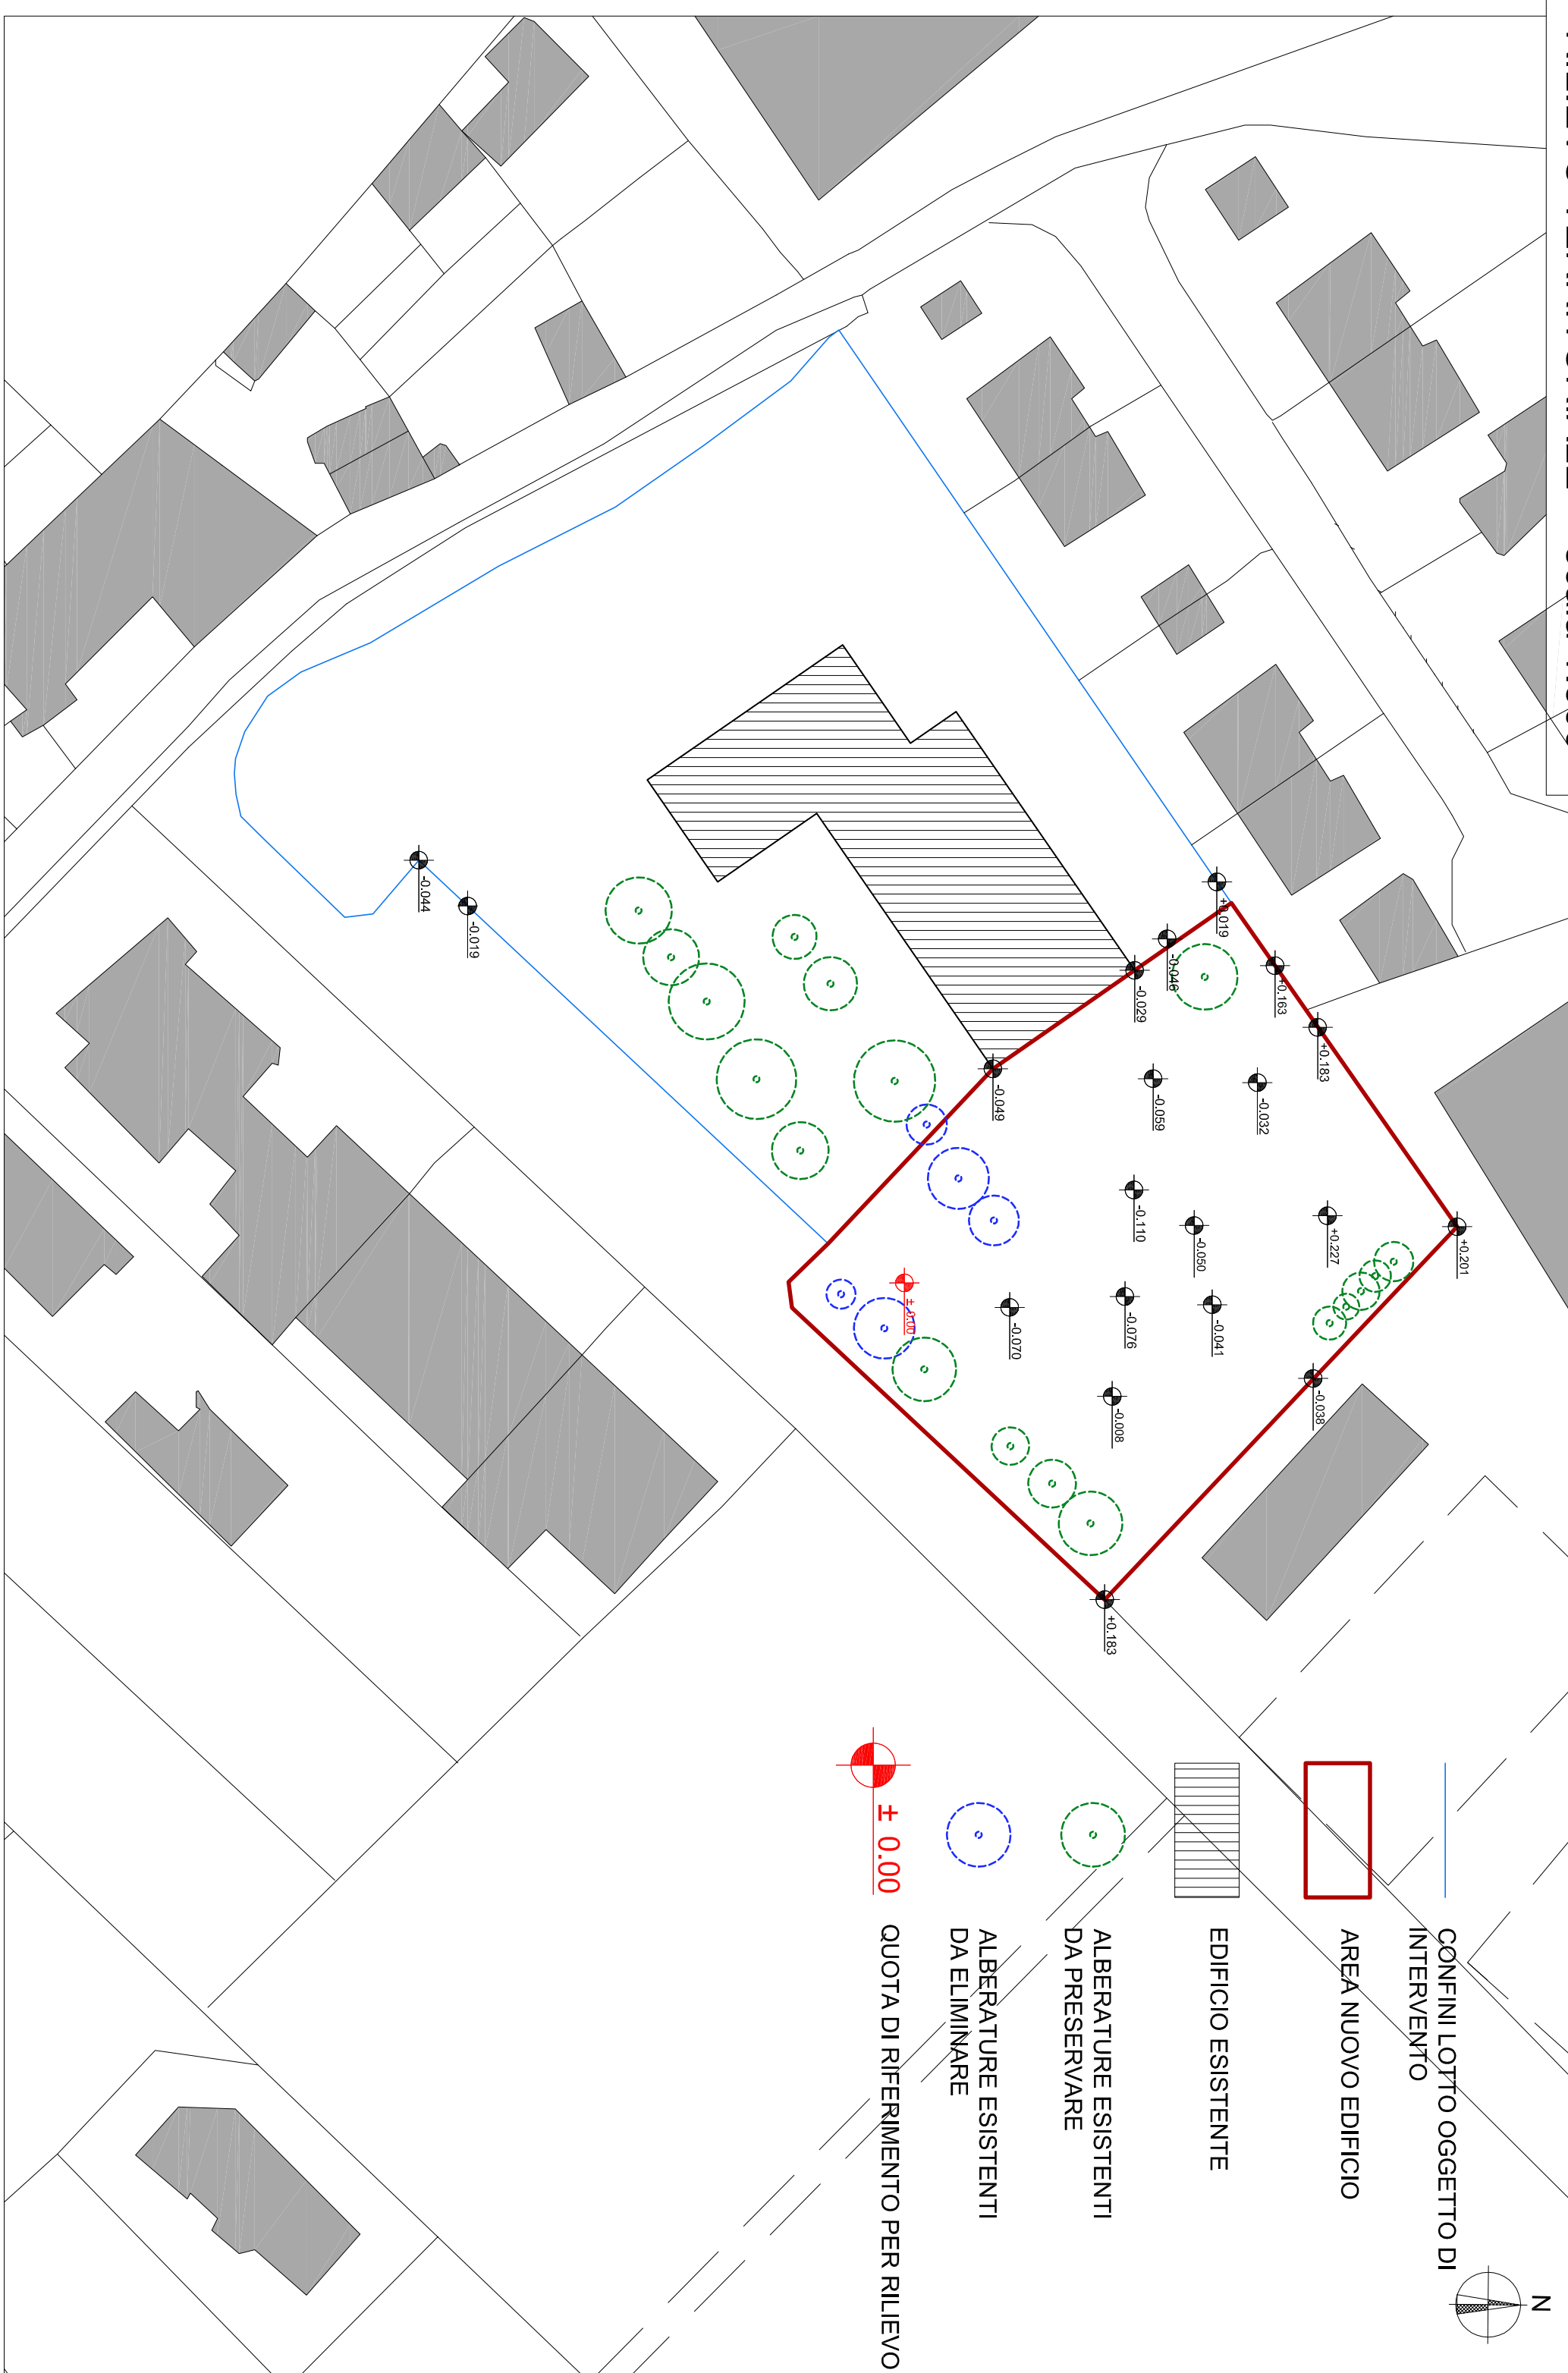 N
+0.201
+0.227
+0.183
-0.038
+0.163
-0.032
+0.019
-0.041
-0.050
-0.046
-0.059
-0.029
-0.110
-0.076
-0.008
+0.183
-0.070
-0.049
± 0.00
-0.019
-0.044
CONFINI LOTTO OGGETTO DI
INTERVENTO
AREA NUOVO EDIFICIO
EDIFICIO ESISTENTE
ALBERATURE ESISTENTI
DA PRESERVARE
ALBERATURE ESISTENTI
DA ELIMINARE
± 0.00 QUOTA DI RIFERIMENTO PER RILIEVO